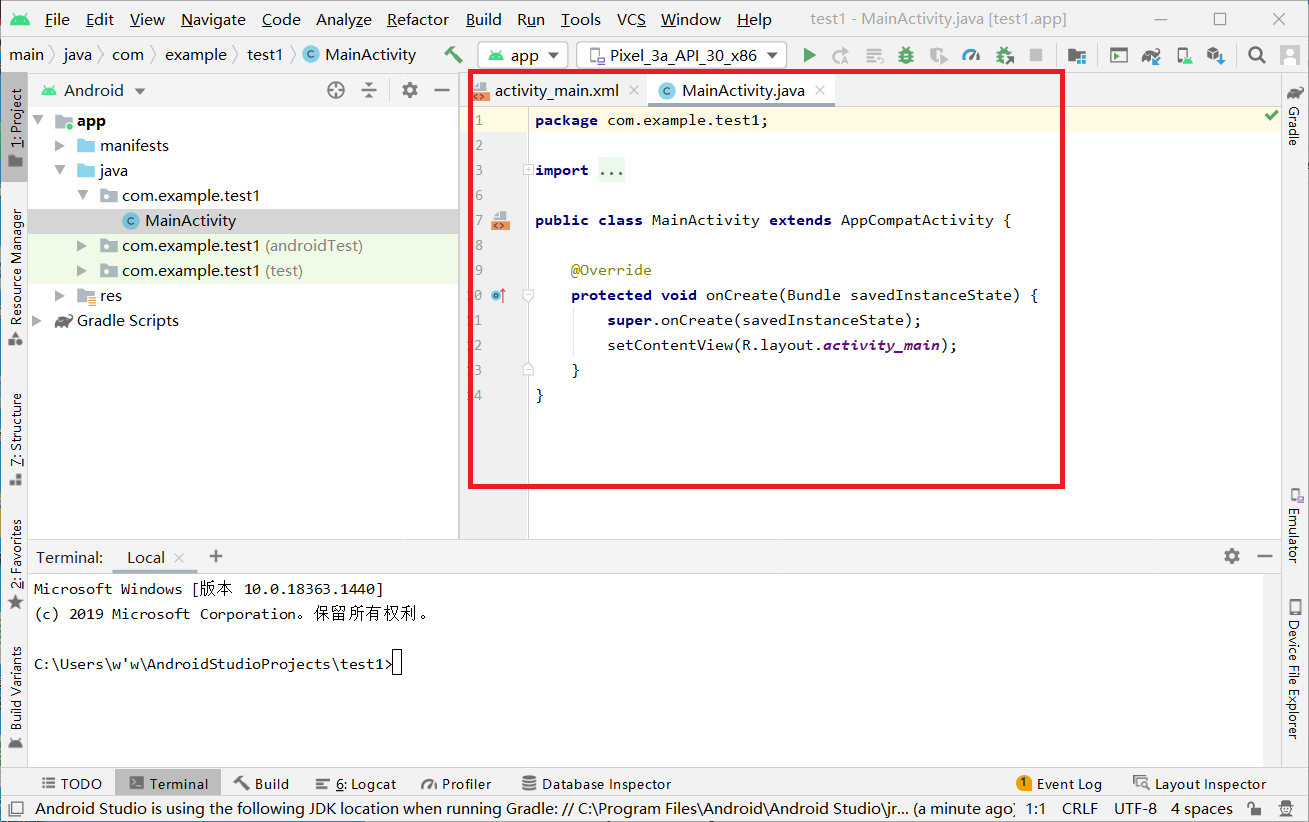 File Edit View Navigate Code Analyze Refactor Build Run Tools VCS Window Help test1 - MainActivity.java [test1.app]
main java com example test1 MainActivity app Pixel_3a_API_30_x86
1: Project
Resource Manager
7: Structure
2: Favorites
Build Variants
Android
app
manifests
java
com.example.test1
MainActivity
com.example.test1 (androidTest)
com.example.test1 (test)
res
Gradle Scripts
activity_main.xml MainActivity.java
1 package com.example.test1;
2
3 import ...
6
7 public class MainActivity extends AppCompatActivity {
8
9 @Override
10 protected void onCreate(Bundle savedInstanceState) {
11 super.onCreate(savedInstanceState);
12 setContentView(R.layout.activity_main);
13 }
14 }
Gradle
Emulator
Device File Explorer
Terminal: Local
Microsoft Windows [版本 10.0.18363.1440]
(c) 2019 Microsoft Corporation。保留所有权利。
C:\Users\w'w\AndroidStudioProjects\test1>
TODO Terminal Build 6: Logcat Profiler Database Inspector 1 Event Log Layout Inspector
Android Studio is using the following JDK location when running Gradle: // C:\Program Files\Android\Android Studio\jr... (a minute ago) 1:1 CRLF UTF-8 4 spaces